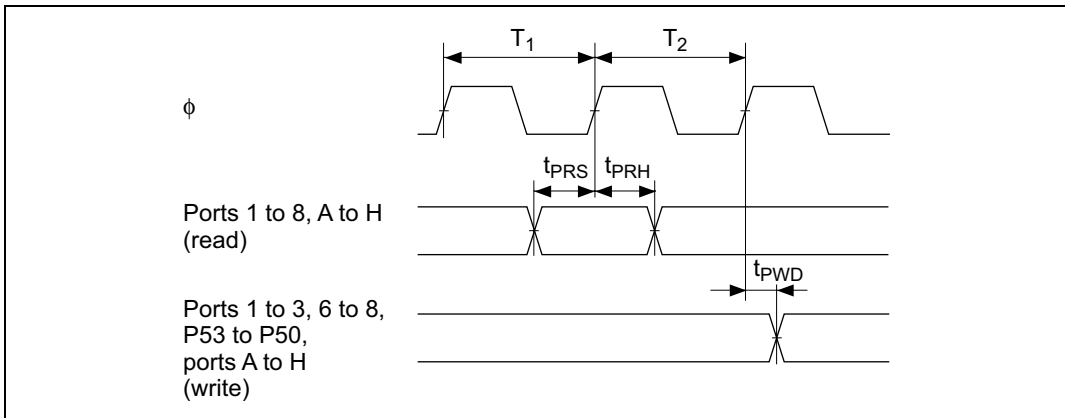 T1 T2
ϕ
tPRS tPRH
Ports 1 to 8, A to H
(read)
tPWD
Ports 1 to 3, 6 to 8,
P53 to P50,
ports A to H
(write)